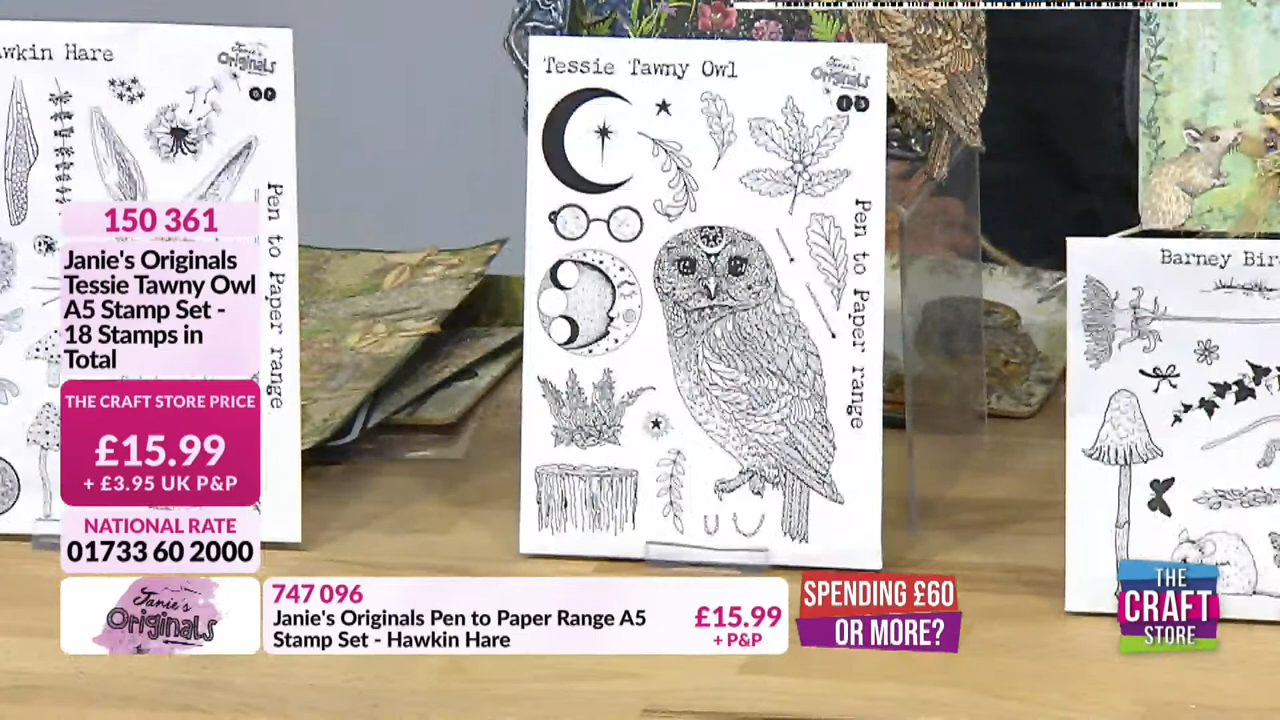 wkin Hare
Janie's
Originals
Pen to Paper range
Tessie Tawny Owl
Janie's
Originals
Pen to Paper range
Barney Bir
150 361
Janie's Originals
Tessie Tawny Owl
A5 Stamp Set -
18 Stamps in
Total
THE CRAFT STORE PRICE
£15.99
+ £3.95 UK P&P
NATIONAL RATE
01733 60 2000
Janie's
Originals
747 096
Janie's Originals Pen to Paper Range A5
Stamp Set - Hawkin Hare
£15.99
+ P&P
SPENDING £60
OR MORE?
THE
CRAFT
STORE